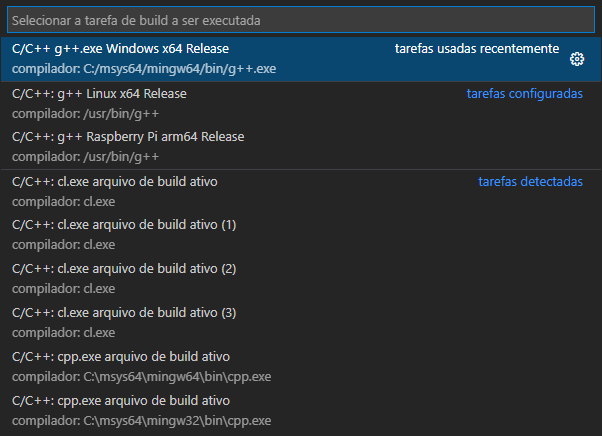 Selecionar a tarefa de build a ser executada
C/C++ g++.exe Windows x64 Release tarefas usadas recentemente
compilador: C:/msys64/mingw64/bin/g++.exe
C/C++: g++ Linux x64 Release tarefas configuradas
compilador: /usr/bin/g++
C/C++: g++ Raspberry Pi arm64 Release
compilador: /usr/bin/g++
C/C++: cl.exe arquivo de build ativo tarefas detectadas
compilador: cl.exe
C/C++: cl.exe arquivo de build ativo (1)
compilador: cl.exe
C/C++: cl.exe arquivo de build ativo (2)
compilador: cl.exe
C/C++: cl.exe arquivo de build ativo (3)
compilador: cl.exe
C/C++: cpp.exe arquivo de build ativo
compilador: C:\msys64\mingw64\bin\cpp.exe
C/C++: cpp.exe arquivo de build ativo
compilador: C:\msys64\mingw32\bin\cpp.exe